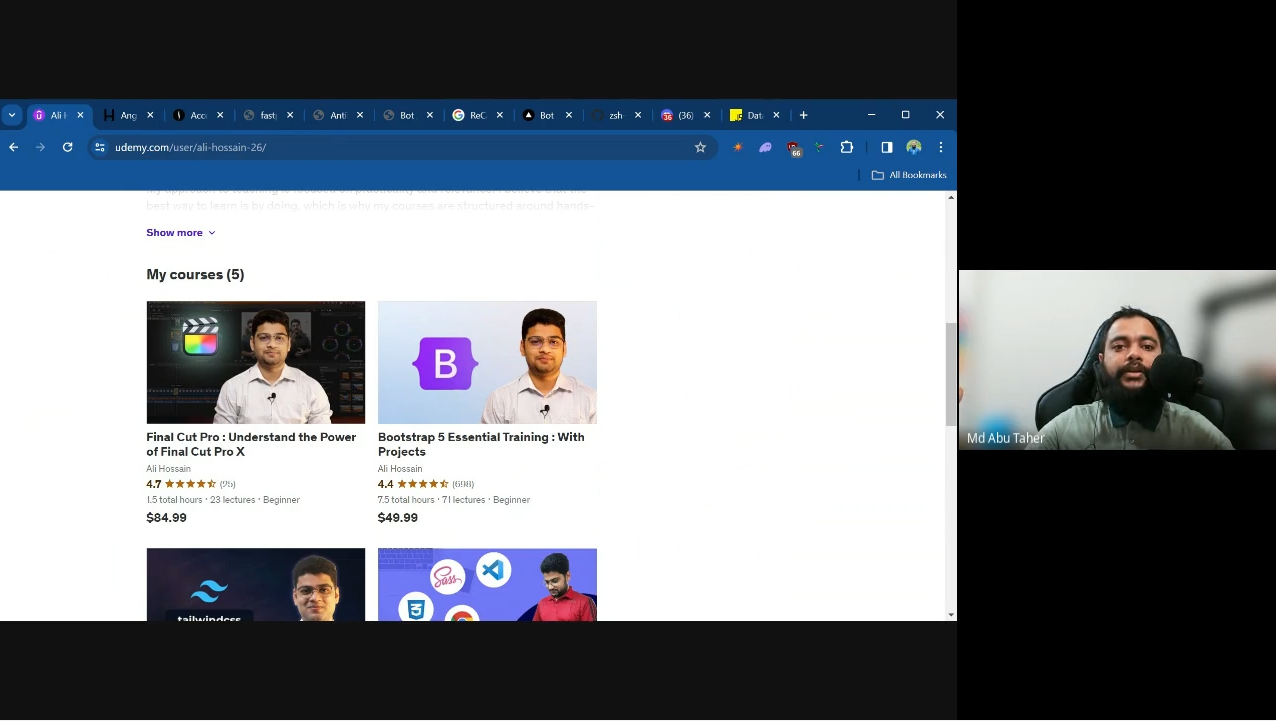 Ali H
Ang
Acc
fast
Anti
Bot
ReC
Bot
zsh
(36)
Data
udemy.com/user/ali-hossain-26/
66
All Bookmarks
My approach to teaching is focused on practicality and relevance. I believe that the
best way to learn is by doing, which is why my courses are structured around hands-
Show more
My courses (5)
B
Final Cut Pro : Understand the Power
of Final Cut Pro X
Ali Hossain
4.7 (25)
1.5 total hours · 23 lectures · Beginner
$84.99
Bootstrap 5 Essential Training : With
Projects
Ali Hossain
4.4 (698)
7.5 total hours · 71 lectures · Beginner
$49.99
tailwindcss
Sass
3
Md Abu Taher